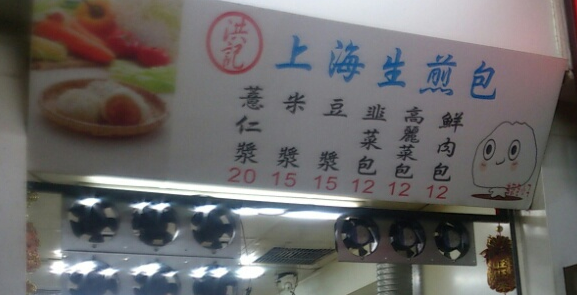 洪記
上海生煎包
薏仁漿 20
米漿 15
豆漿 15
韮菜包 12
高麗菜包 12
鮮肉包 12